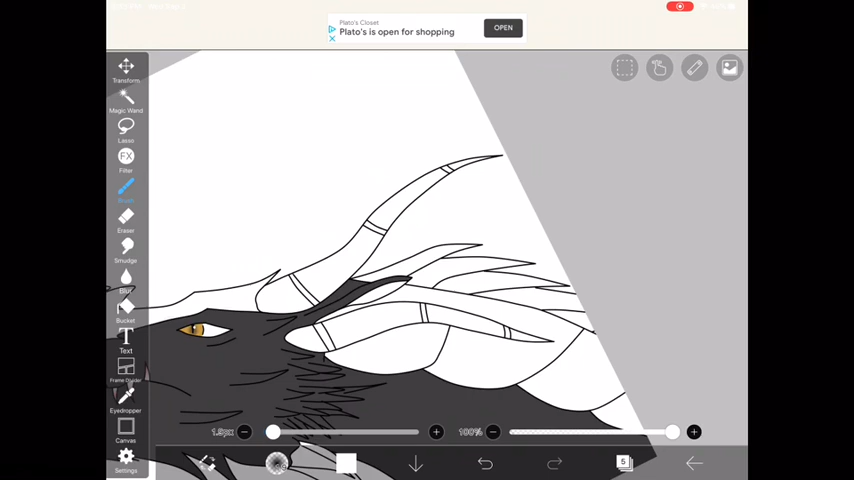 Plato's Closet
Plato's is open for shopping
OPEN
Transform
Magic Wand
Lasso
FX
Filter
Brush
Eraser
Smudge
Blur
Bucket
T
Text
Frame Divider
Eyedropper
Canvas
Settings
100%
5